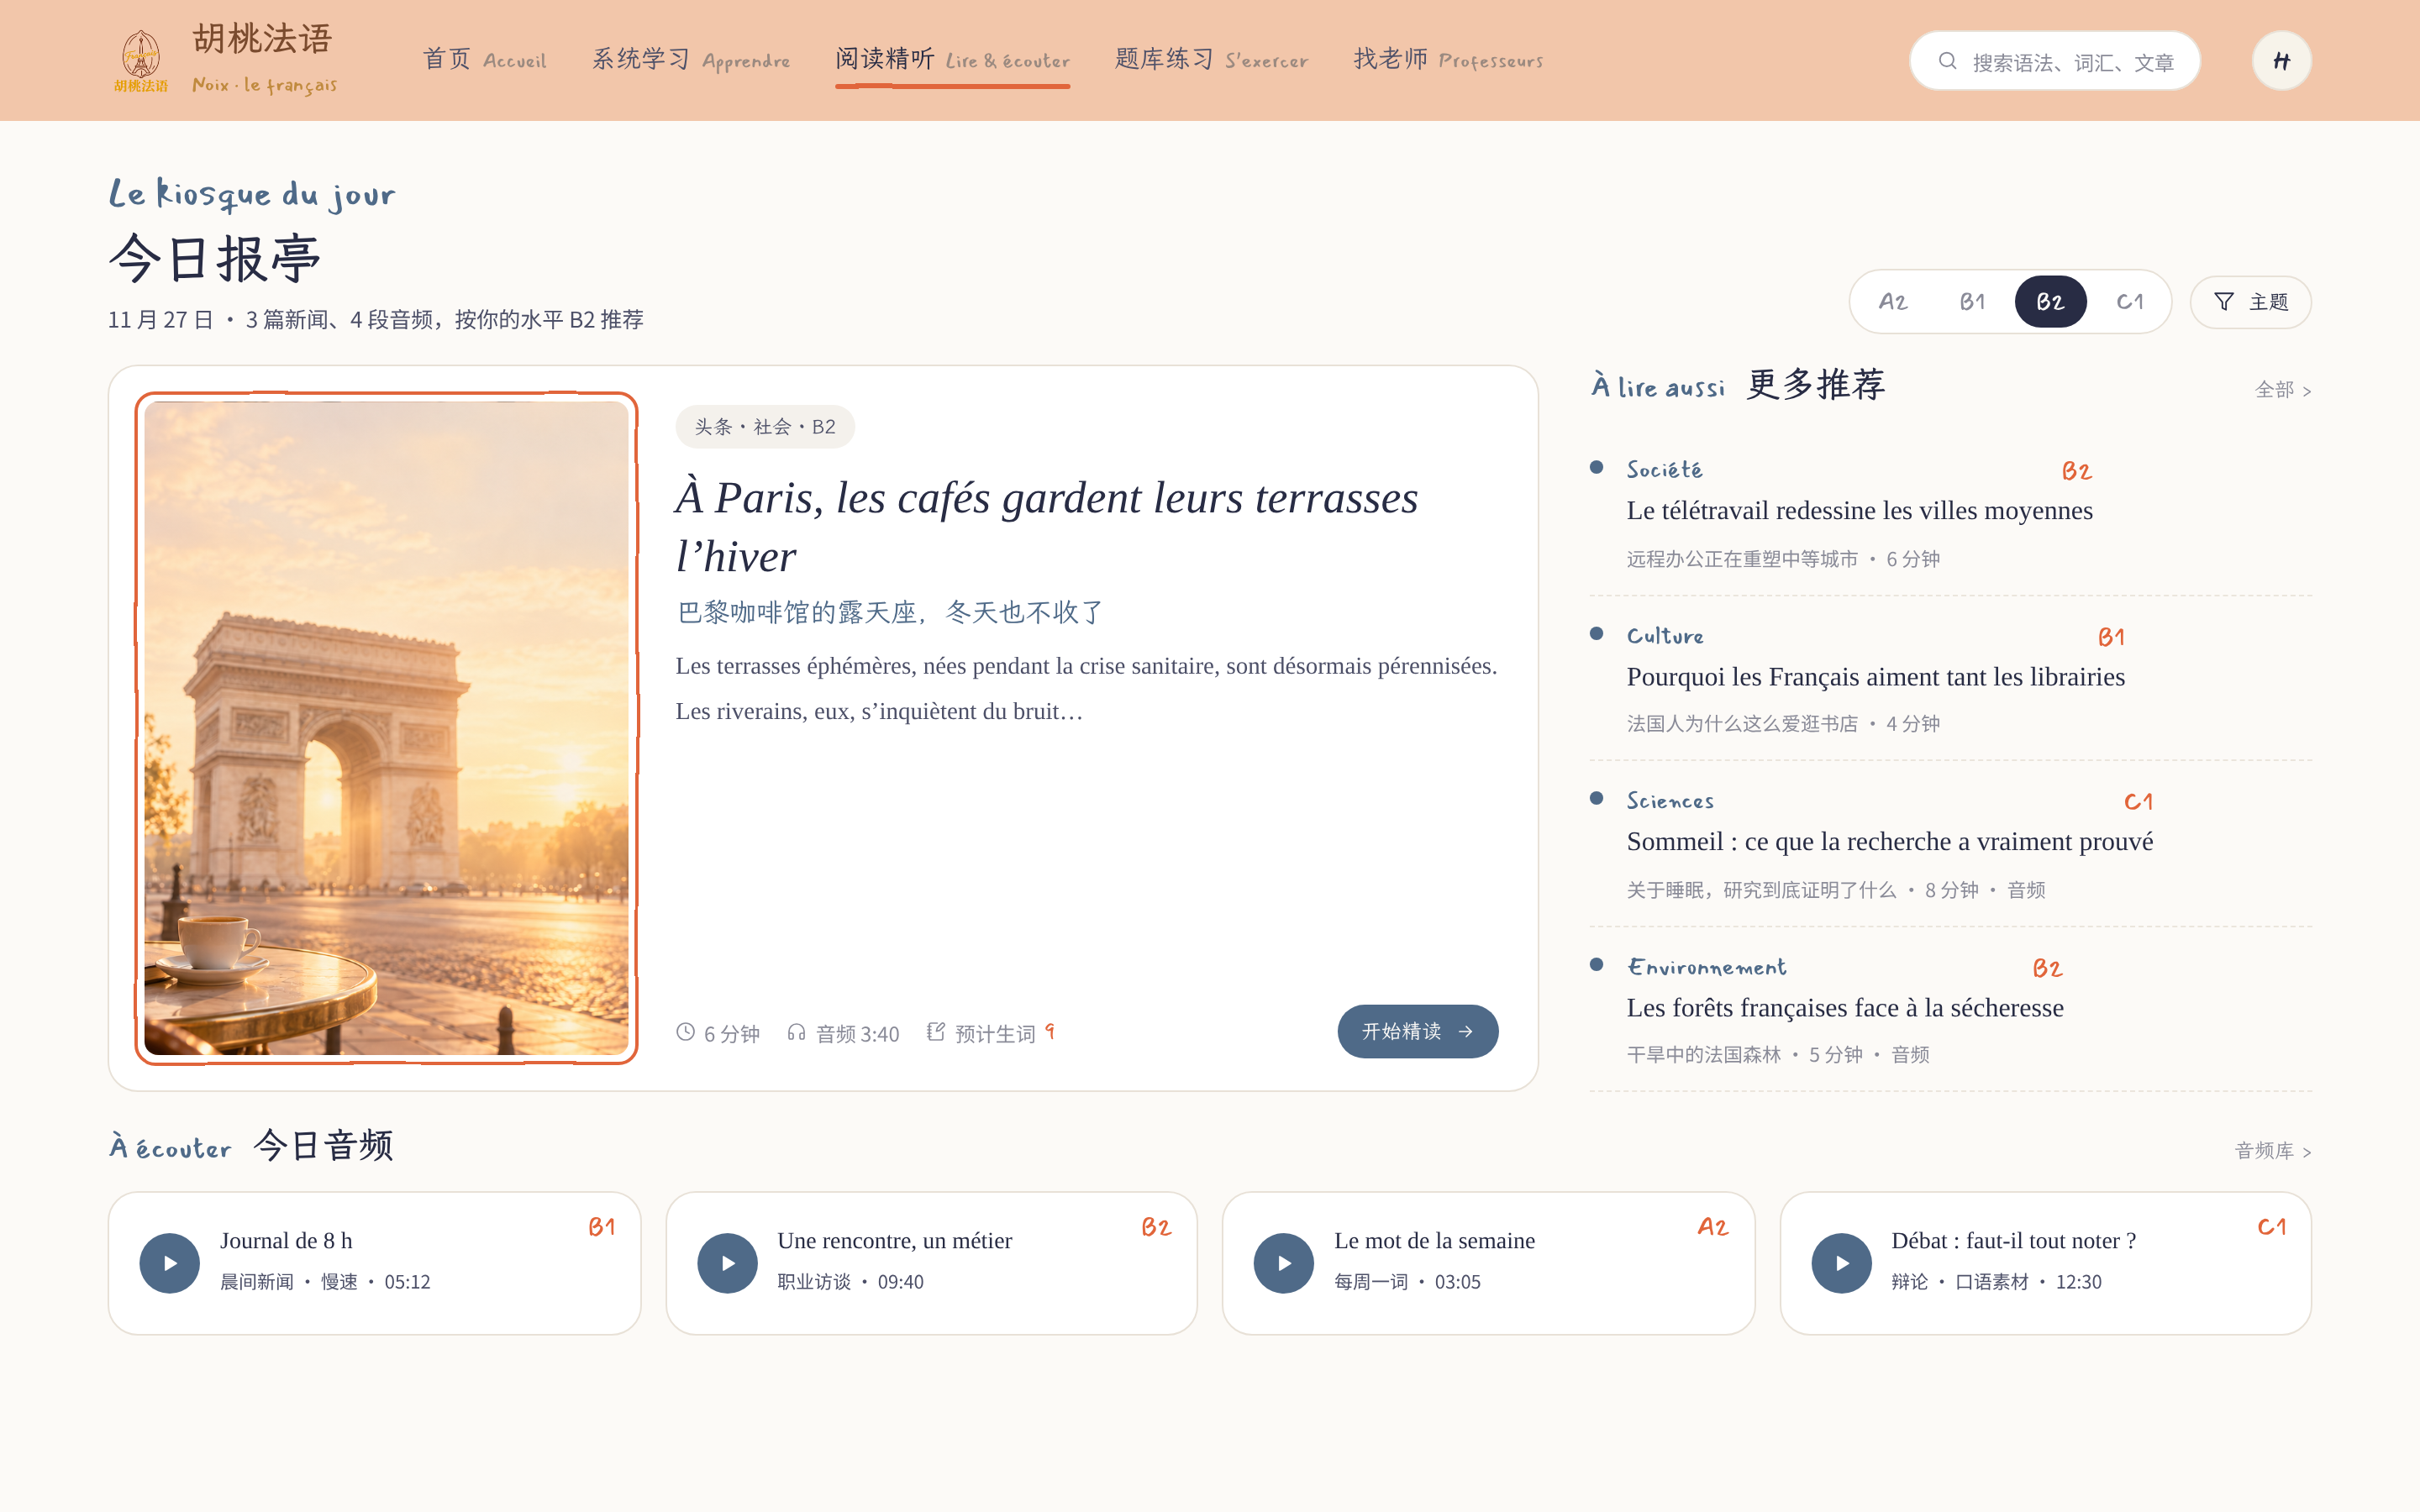 Français
胡桃法语
胡桃法语
Noix · le français
首页 Accueil
系统学习 Apprendre
阅读精听 Lire & écouter
题库练习 S'exercer
找老师 Professeurs
搜索语法、词汇、文章
H
Le kiosque du jour
今日报亭
11 月 27 日 · 3 篇新闻、4 段音频，按你的水平 B2 推荐
A2 B1 B2 C1
主题
头条 · 社会 · B2
À Paris, les cafés gardent leurs terrasses
l’hiver
巴黎咖啡馆的露天座，冬天也不收了
Les terrasses éphémères, nées pendant la crise sanitaire, sont désormais pérennisées.
Les riverains, eux, s’inquiètent du bruit…
6 分钟 音频 3:40 预计生词 9
开始精读 →
À lire aussi 更多推荐
全部 >
Société B2
Le télétravail redessine les villes moyennes
远程办公正在重塑中等城市 · 6 分钟
Culture B1
Pourquoi les Français aiment tant les librairies
法国人为什么这么爱逛书店 · 4 分钟
Sciences C1
Sommeil : ce que la recherche a vraiment prouvé
关于睡眠，研究到底证明了什么 · 8 分钟 · 音频
Environnement B2
Les forêts françaises face à la sécheresse
干旱中的法国森林 · 5 分钟 · 音频
À écouter 今日音频
音频库 >
B1
Journal de 8 h
晨间新闻 · 慢速 · 05:12
B2
Une rencontre, un métier
职业访谈 · 09:40
A2
Le mot de la semaine
每周一词 · 03:05
C1
Débat : faut-il tout noter ?
辩论 · 口语素材 · 12:30